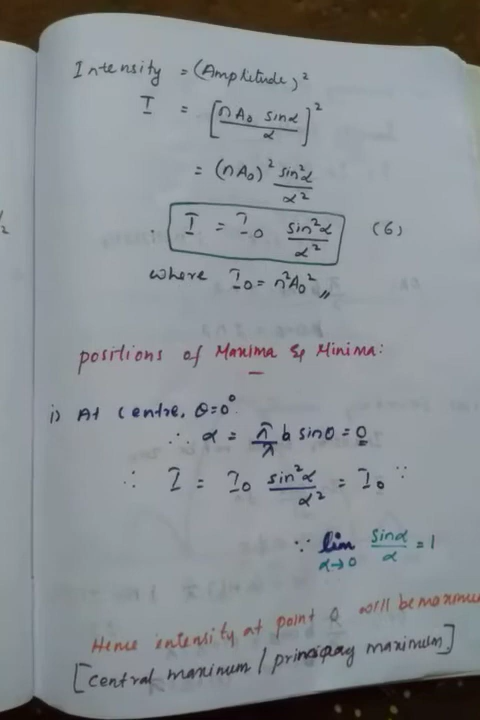 Intensity = (Amplitude)²
I = [nA₀ sinα / α]²
= (nA₀)² sin²α / α²
∴ I = I₀ sin²α / α² (6)
where I₀ = n²A₀² „
positions of Maxima & Minima:
i) At Centre, θ=0°
∴ α = π/λ b sinθ = 0
∴ I = I₀ sin²α / α² = I₀ ∵
∵ lim α→0 sinα / α = 1
Hence intensity at point O will be maximum
[central maximum / principay maximum]